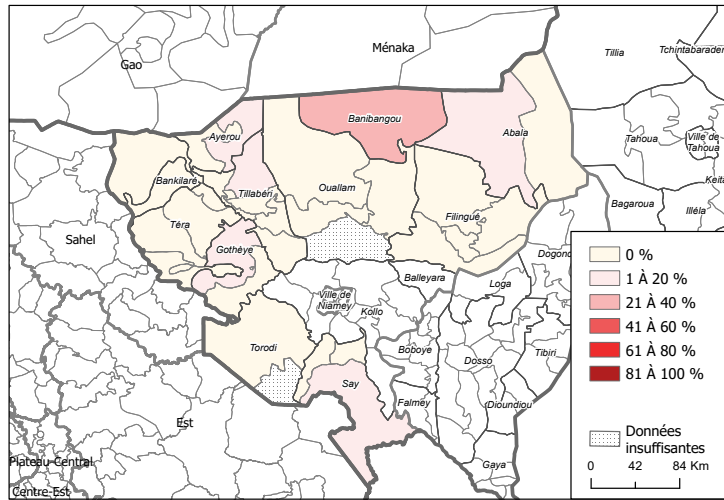 Ménaka
Gao
Tillia
Tchintabaraden
Banibangou
Ayerou
Abala
Tahoua
Ville de
Tahoua
Bankilaré
Tillabéri
Ouallam
Keita
Bagaroua
Téra
Filingué
Illéla
Sahel
Gothèye
Dogond
Balleyara
Loga
Ville de
Niamey
Kollo
Torodi
Boboye
Dosso
Tibiri
Say
Est
Falmey
Dioundiou
Plateau Central
Gaya
Centre-Est
0 %
1 À 20 %
21 À 40 %
41 À 60 %
61 À 80 %
81 À 100 %
Données
insuffisantes
0 42 84 Km